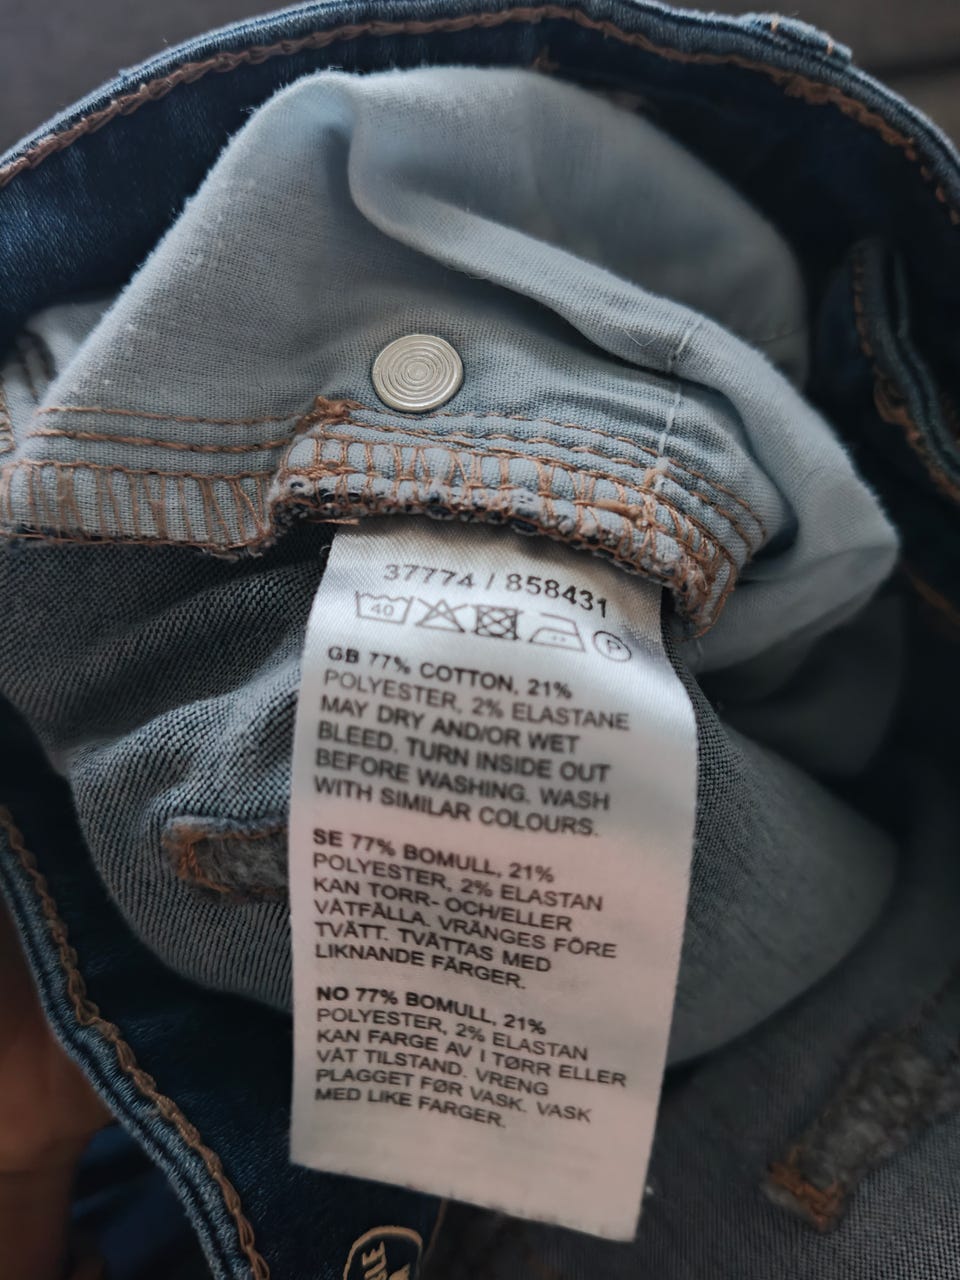 37774 / 858431
40 P
GB 77% COTTON, 21%
POLYESTER, 2% ELASTANE
MAY DRY AND/OR WET
BLEED. TURN INSIDE OUT
BEFORE WASHING. WASH
WITH SIMILAR COLOURS.
SE 77% BOMULL, 21%
POLYESTER, 2% ELASTAN
KAN TORR- OCH/ELLER
VÅTFÄLLA. VRÄNGES FÖRE
TVÄTT. TVÄTTAS MED
LIKNANDE FÄRGER.
NO 77% BOMULL, 21%
POLYESTER, 2% ELASTAN
KAN FARGE AV I TØRR ELLER
VÅT TILSTAND. VRENG
PLAGGET FØR VASK. VASK
MED LIKE FARGER.